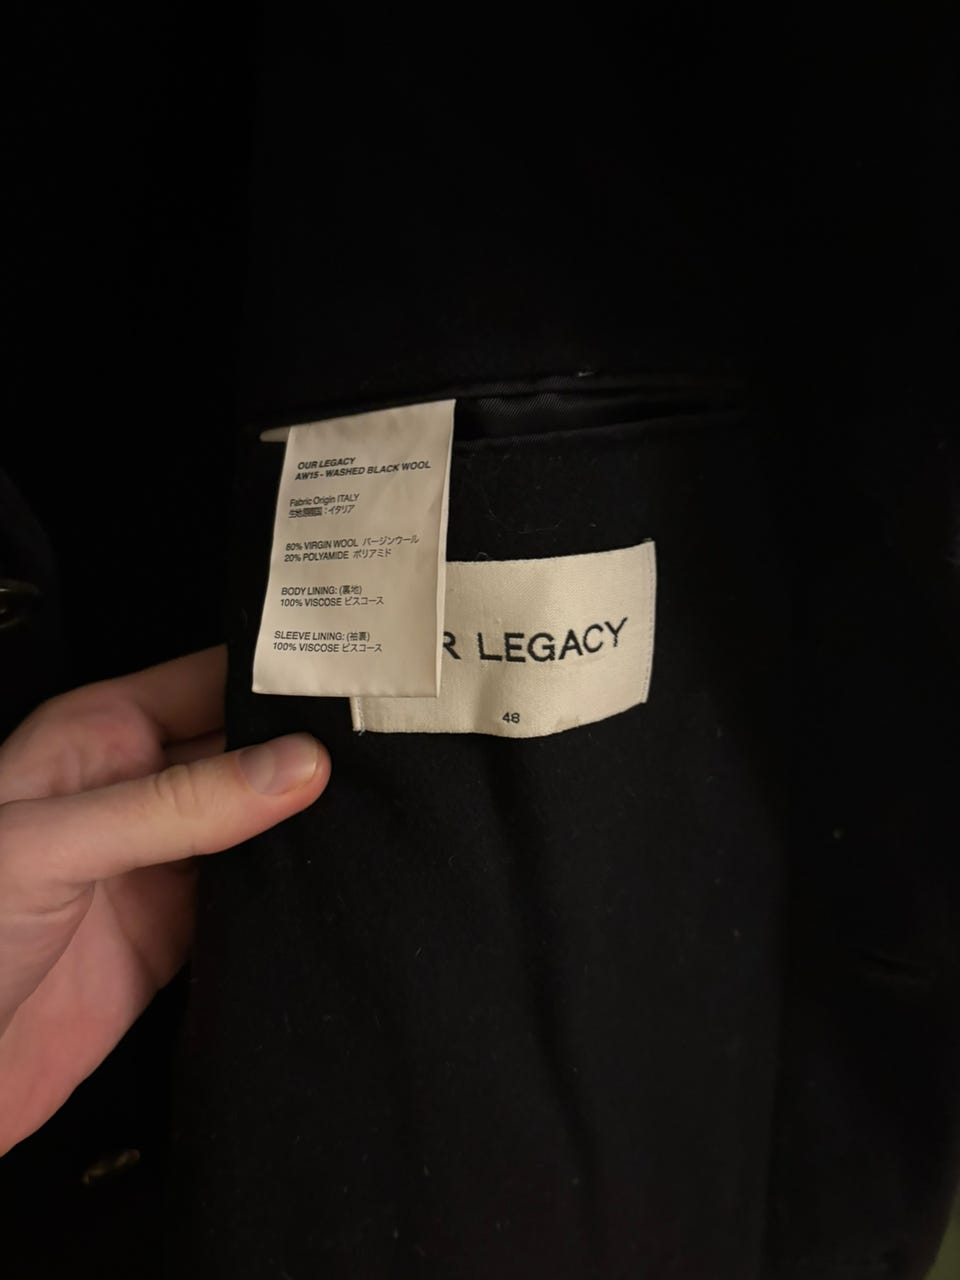 OUR LEGACY
AW15 - WASHED BLACK WOOL
Fabric Origin ITALY
生地原産国 : イタリア
80% VIRGIN WOOL バージンウール
20% POLYAMIDE ポリアミド
BODY LINING: (裏地)
100% VISCOSE ビスコース
SLEEVE LINING: (袖裏)
100% VISCOSE ビスコース
R LEGACY
48